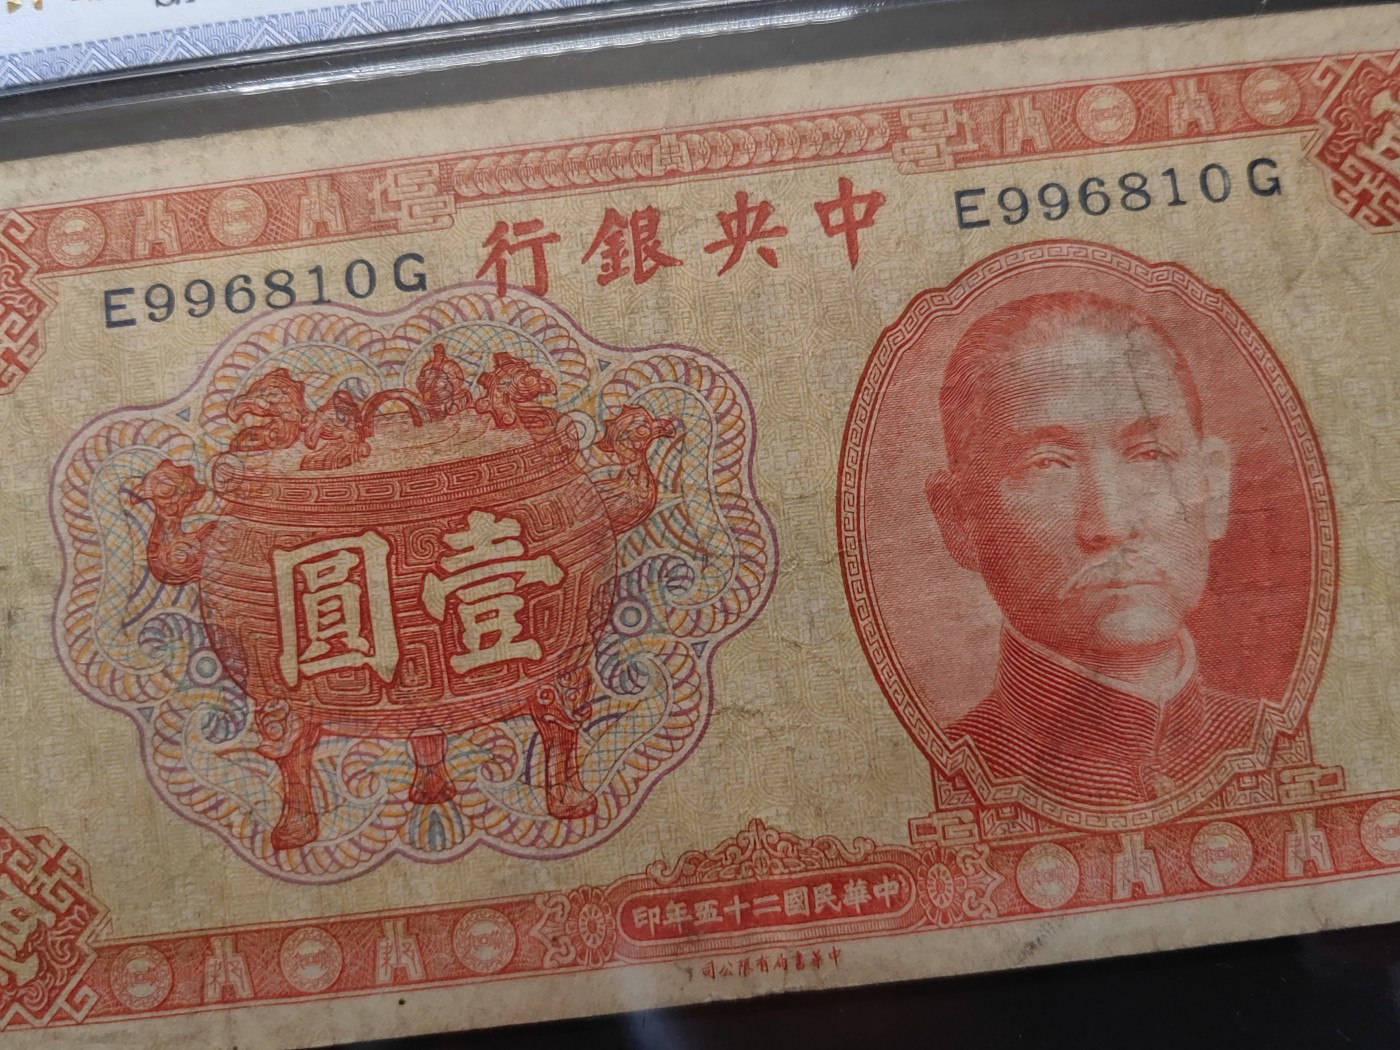 中央銀行
E996810G
E996810G
壹圓
中華民國二十五年印
中華書局有限公司